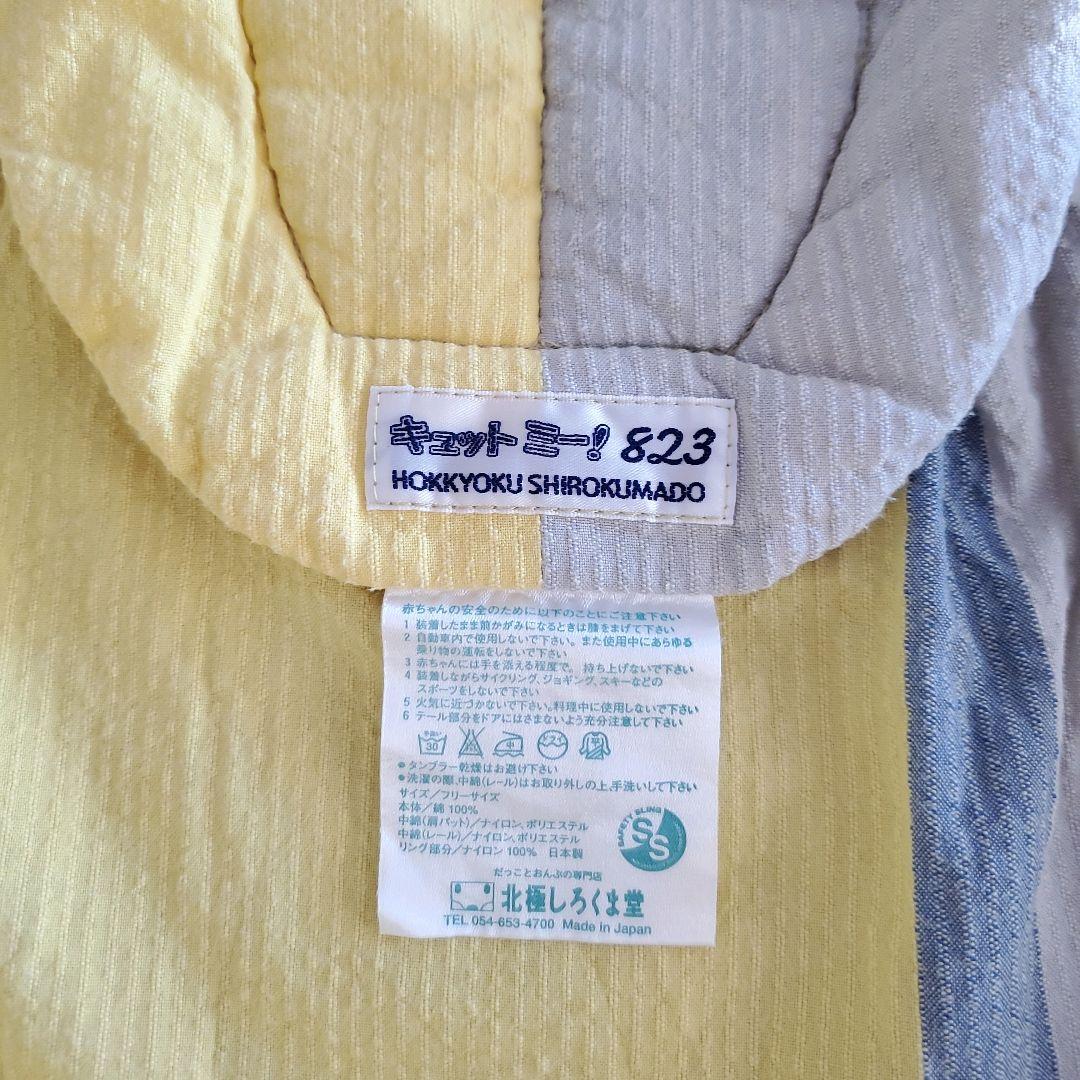 キュット ミー! 823
HOKKYOKU SHIROKUMADO
赤ちゃんの安全のために以下のことにご注意下さい
1 装着したまま前かがみになるときは膝をまげて下さい
2 自動車内で使用しないで下さい。また使用中にあらゆる
乗り物の運転をしないで下さい
3 赤ちゃんには手を添える程度で。持ち上げないで下さい
4 装着しながらサイクリング、ジョギング、スキーなどの
スポーツをしないで下さい
5 火気に近づかないで下さい。料理中に使用しないで下さい
6 テール部分をドアにはさまないよう充分注意して下さい
手洗い 30 中 平
●タンブラー乾燥はお避け下さい
●洗濯の際、中綿(レール)はお取り外しの上、手洗いして下さい
サイズ/フリーサイズ
本体/綿 100%
中綿(肩パット)/ナイロン、ポリエステル
中綿(レール)/ナイロン、ポリエステル
リング部分/ナイロン 100% 日本製
SAFETY SLING
SS
だっことおんぶの専門店
北極しろくま堂
TEL 054-653-4700 Made in Japan